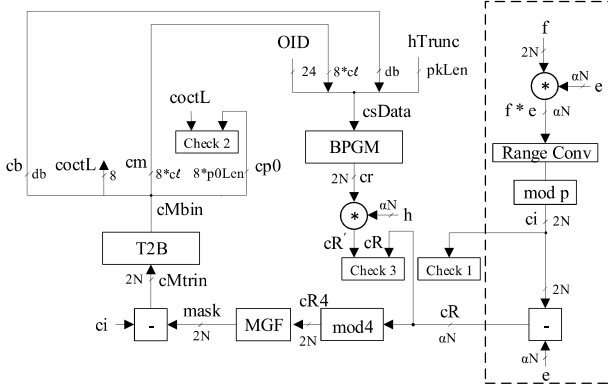 f
2N
OID
hTrunc
αN
e
24
8*cℓ
db
pkLen
f * e
αN
coctL
csData
Check 2
BPGM
Range Conv
cb
db
coctL
8
cm
8*cℓ
8*p0Len
cp0
2N
cr
mod p
cMbin
αN
h
ci
2N
T2B
cR′
cR
2N
cMtrin
Check 3
Check 1
2N
ci
-
mask
2N
MGF
cR4
2N
mod4
cR
αN
-
αN
e
*
*